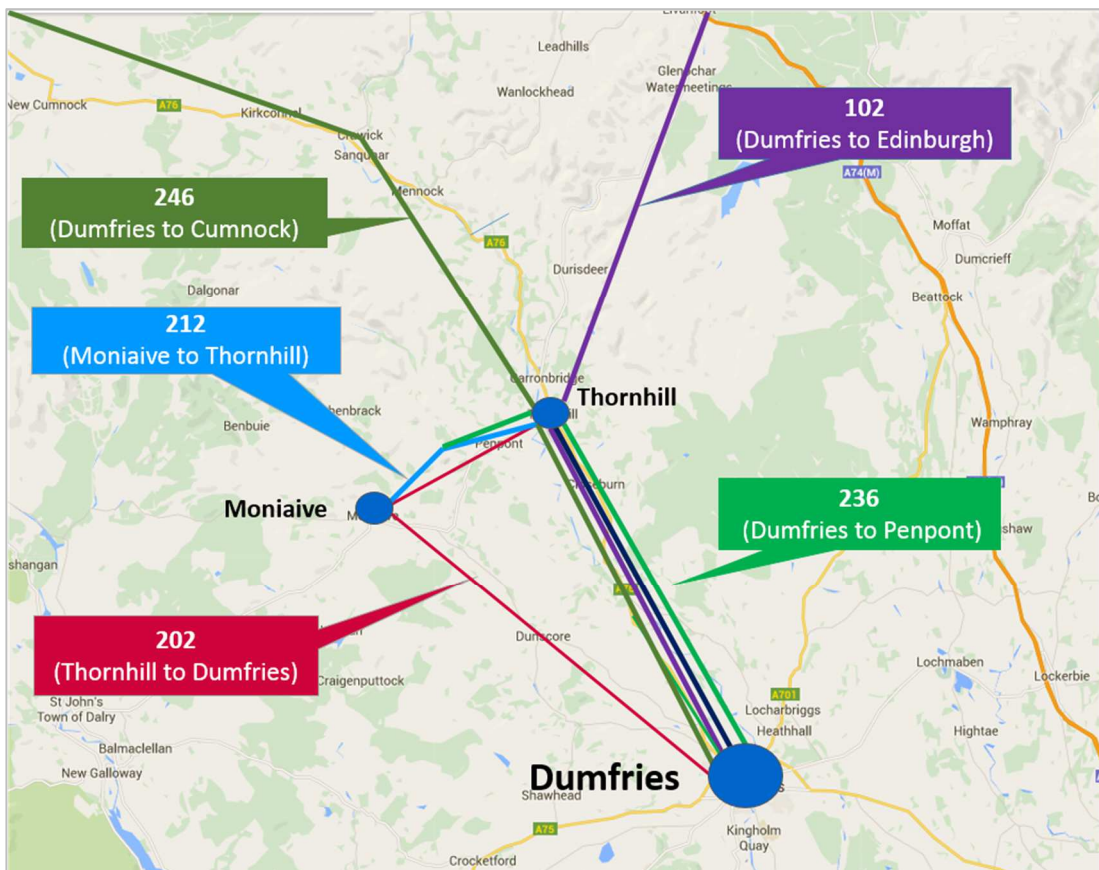 Leadhills
Wanlockhead
Watermeetings
102
(Dumfries to Edinburgh)
New Cumnock
A76
Kirkconnel
Crawick
Sanquhar
A74(M)
Mennock
246
(Dumfries to Cumnock)
A76
Moffat
Durisdeer
Dumcrieff
Dalgonar
Beattock
212
(Moniaive to Thornhill)
Carronbridge
Thornhill
Benbuie
Wamphray
Penpont
Moniaive
236
(Dumfries to Penpont)
202
(Thornhill to Dumfries)
Dunscore
Craigenputtock
Lochmaben
Lockerbie
St John's
Town of Dalry
A701
Locharbriggs
Heathhall
Hightae
Balmaclellan
New Galloway
Dumfries
Shawhead
A75
Kingholm
Quay
Crocketford